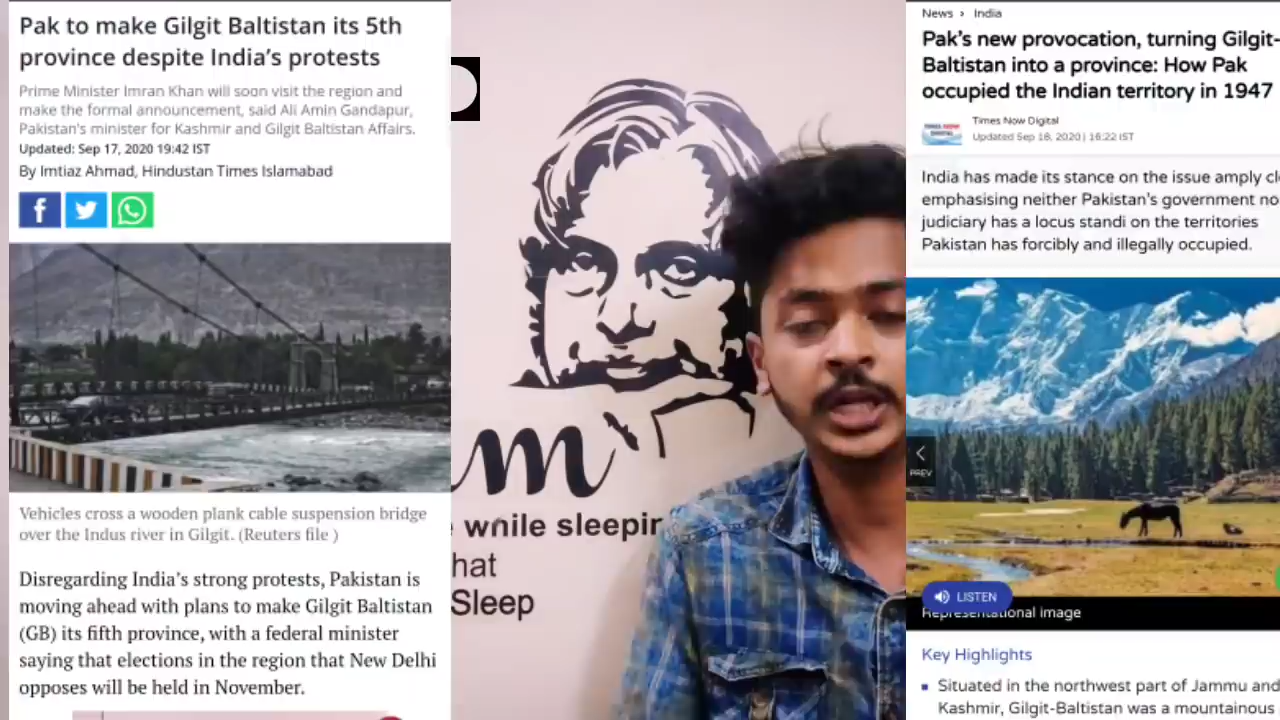 Pak to make Gilgit Baltistan its 5th
province despite India's protests
Prime Minister Imran Khan will soon visit the region and
make the formal announcement, said Ali Amin Gandapur,
Pakistan's minister for Kashmir and Gilgit Baltistan Affairs.
Updated: Sep 17, 2020 19:42 IST
By Imtiaz Ahmad, Hindustan Times Islamabad
Vehicles cross a wooden plank cable suspension bridge
over the Indus river in Gilgit. (Reuters file )
Disregarding India's strong protests, Pakistan is
moving ahead with plans to make Gilgit Baltistan
(GB) its fifth province, with a federal minister
saying that elections in the region that New Delhi
opposes will be held in November.
m
while sleepin
hat
Sleep
News > India
Pak's new provocation, turning Gilgit-
Baltistan into a province: How Pak
occupied the Indian territory in 1947
TIMES NOW
DIGITAL
Times Now Digital
Updated Sep 18, 2020 | 16:22 IST
India has made its stance on the issue amply cl
emphasising neither Pakistan's government no
judiciary has a locus standi on the territories
Pakistan has forcibly and illegally occupied.
PREV
LISTEN
Representational image
Key Highlights
Situated in the northwest part of Jammu and
Kashmir, Gilgit-Baltistan was a mountainous